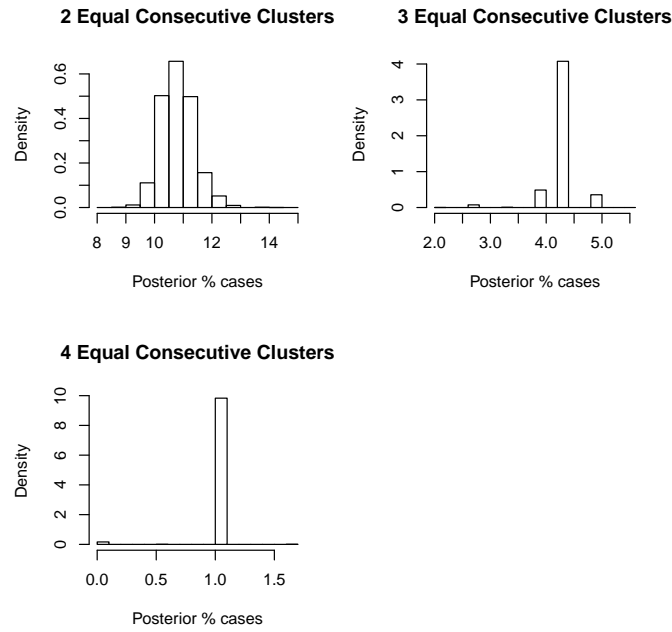 2 Equal Consecutive Clusters
Density
0.0 0.2 0.4 0.6
8 9 10 12 14
Posterior % cases
3 Equal Consecutive Clusters
Density
0 1 2 3 4
2.0 3.0 4.0 5.0
Posterior % cases
4 Equal Consecutive Clusters
Density
0 2 4 6 8 10
0.0 0.5 1.0 1.5
Posterior % cases